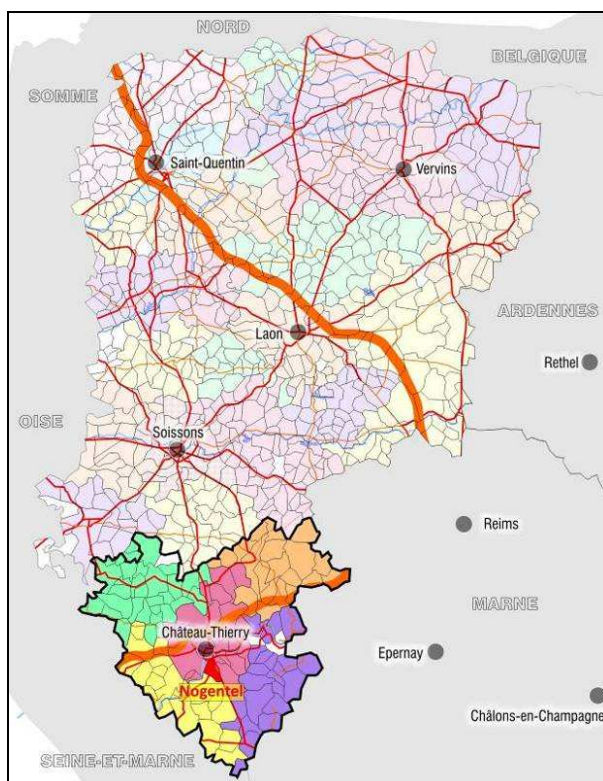 NORD
BELGIQUE
SOMME
Saint-Quentin
Vervins
ARDENNES
Laon
Rethel
OISE
Soissons
Reims
MARNE
Château-Thierry
Epernay
Nogentel
Châlons-en-Champagne
SEINE-ET-MARNE